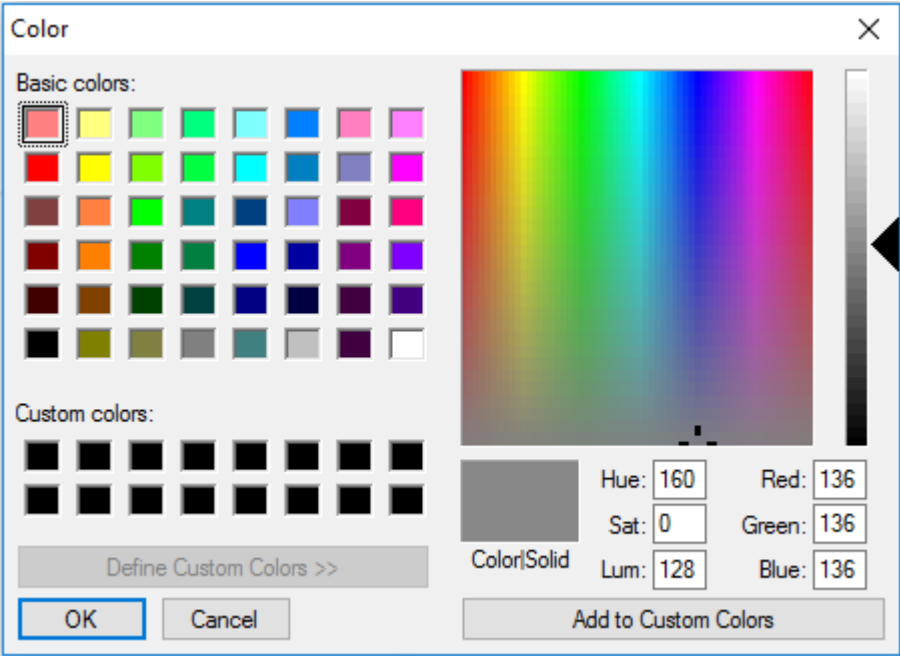 Color
Basic colors:
Custom colors:
Define Custom Colors >>
OK
Cancel
Color|Solid
Hue: 160
Sat: 0
Lum: 128
Red: 136
Green: 136
Blue: 136
Add to Custom Colors